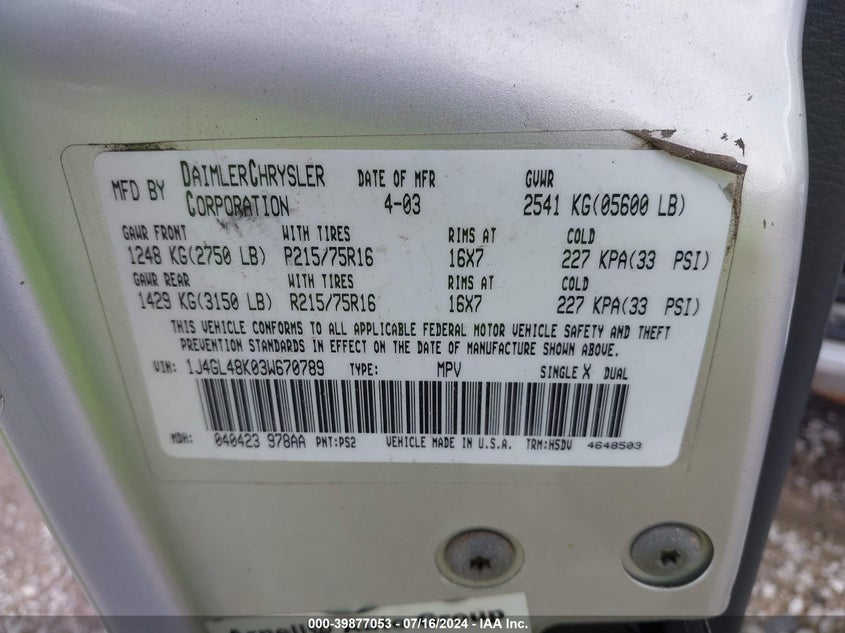 MFD BY DAIMLERCHRYSLER CORPORATION DATE OF MFR 4-03 GVWR 2541 KG(05600 LB)
GAWR FRONT WITH TIRES RIMS AT COLD
1248 KG(2750 LB) P215/75R16 16X7 227 KPA(33 PSI)
GAWR REAR WITH TIRES RIMS AT COLD
1429 KG(3150 LB) R215/75R16 16X7 227 KPA(33 PSI)
THIS VEHICLE CONFORMS TO ALL APPLICABLE FEDERAL MOTOR VEHICLE SAFETY AND THEFT
PREVENTION STANDARDS IN EFFECT ON THE DATE OF MANUFACTURE SHOWN ABOVE.
VIN: 1J4GL48K03W670789 TYPE: MPV SINGLE X DUAL
MDH: 040423 978AA PNT:PS2 VEHICLE MADE IN U.S.A. TRM:H5DV 4648503
Group
000-39877053 - 07/16/2024 - IAA Inc.